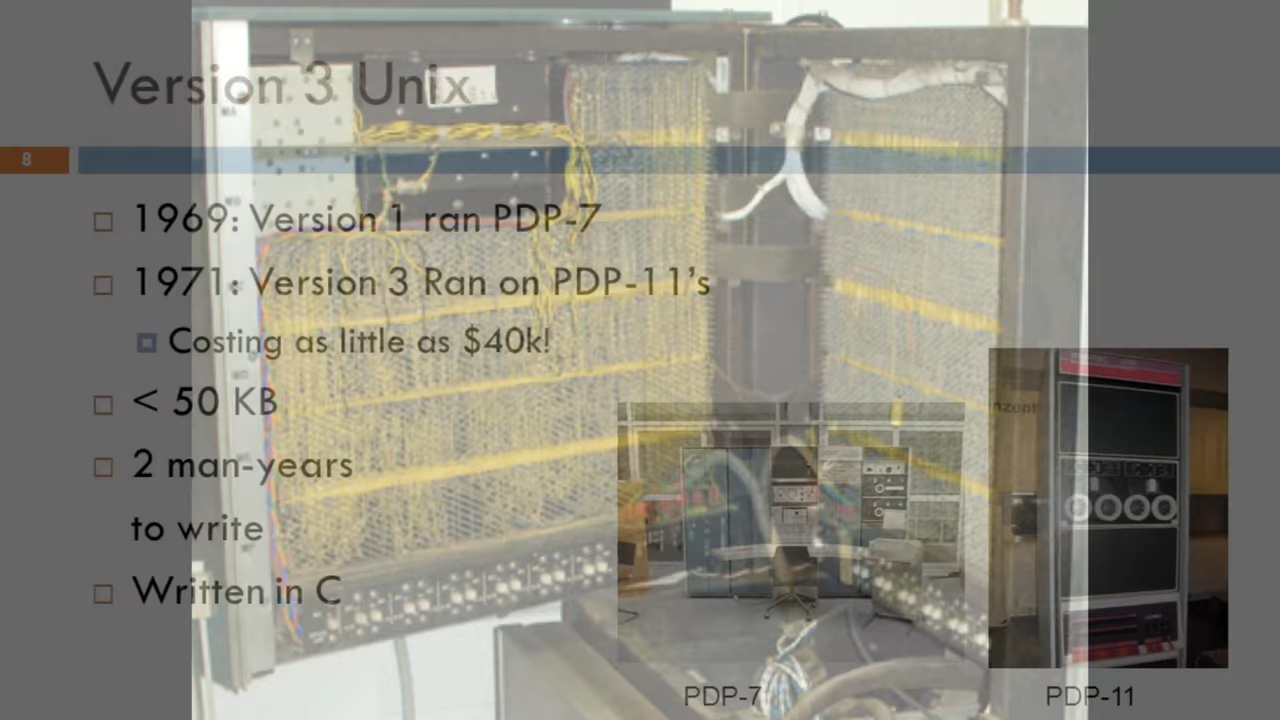 Version 3 Unix
8
1969: Version 1 ran PDP-7
1971: Version 3 Ran on PDP-11's
Costing as little as $40k!
< 50 KB
2 man-years
to write
Written in C
PDP-7
PDP-11